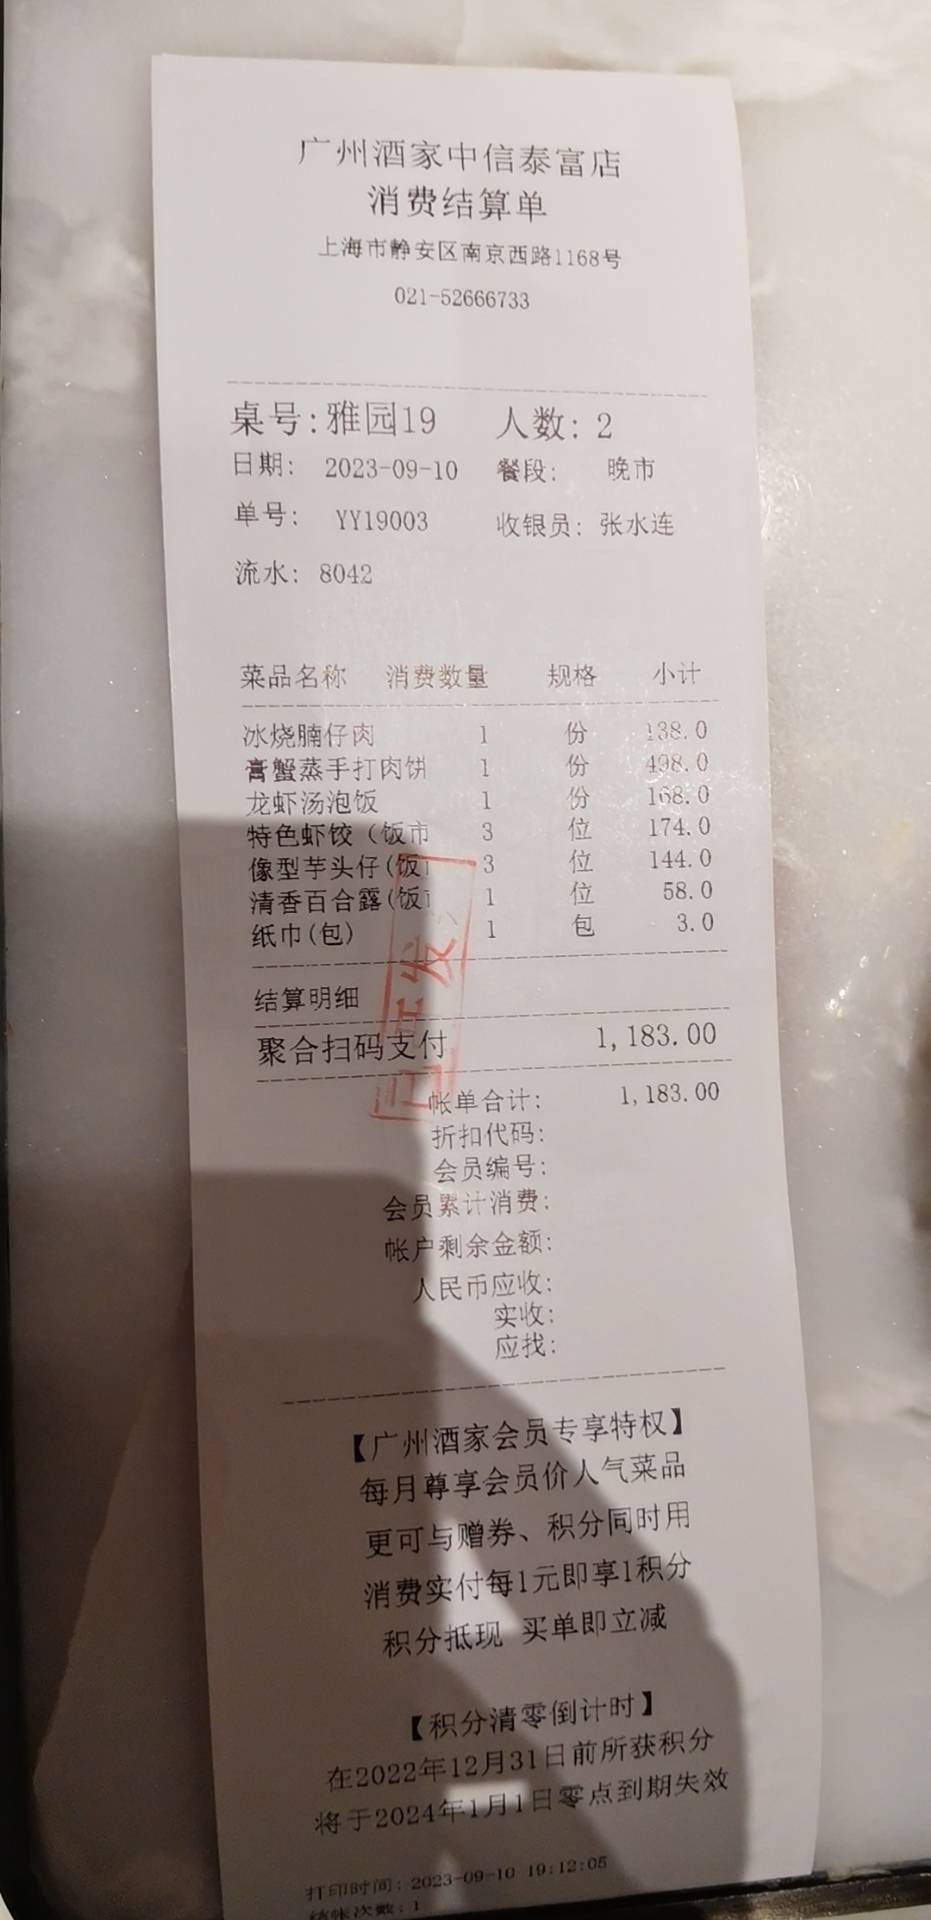 广州酒家中信泰富店
消费结算单
上海市静安区南京西路1168号
021-52666733
桌号:雅园19 人数: 2
日期: 2023-09-10 餐段: 晚市
单号: YY19003 收银员: 张水连
流水: 8042
菜品名称 消费数量 规格 小计
冰烧腩仔肉 1 份 138.0
膏蟹蒸手打肉饼 1 份 498.0
龙虾汤泡饭 1 份 168.0
特色虾饺（饭市 3 位 174.0
像型芋头仔(饭 3 位 144.0
清香百合露(饭 1 位 58.0
纸巾(包) 1 包 3.0
结算明细
聚合扫码支付 1,183.00
帐单合计: 1,183.00
折扣代码:
会员编号:
会员累计消费:
帐户剩余金额:
人民币应收:
实收:
应找:
【广州酒家会员专享特权】
每月尊享会员价人气菜品
更可与赠券、积分同时用
消费实付每1元即享1积分
积分抵现 买单即立减
【积分清零倒计时】
在2022年12月31日前所获积分
将于2024年1月1日零点到期失效
打印时间: 2023-09-10 19:12:05
结帐次数: 1